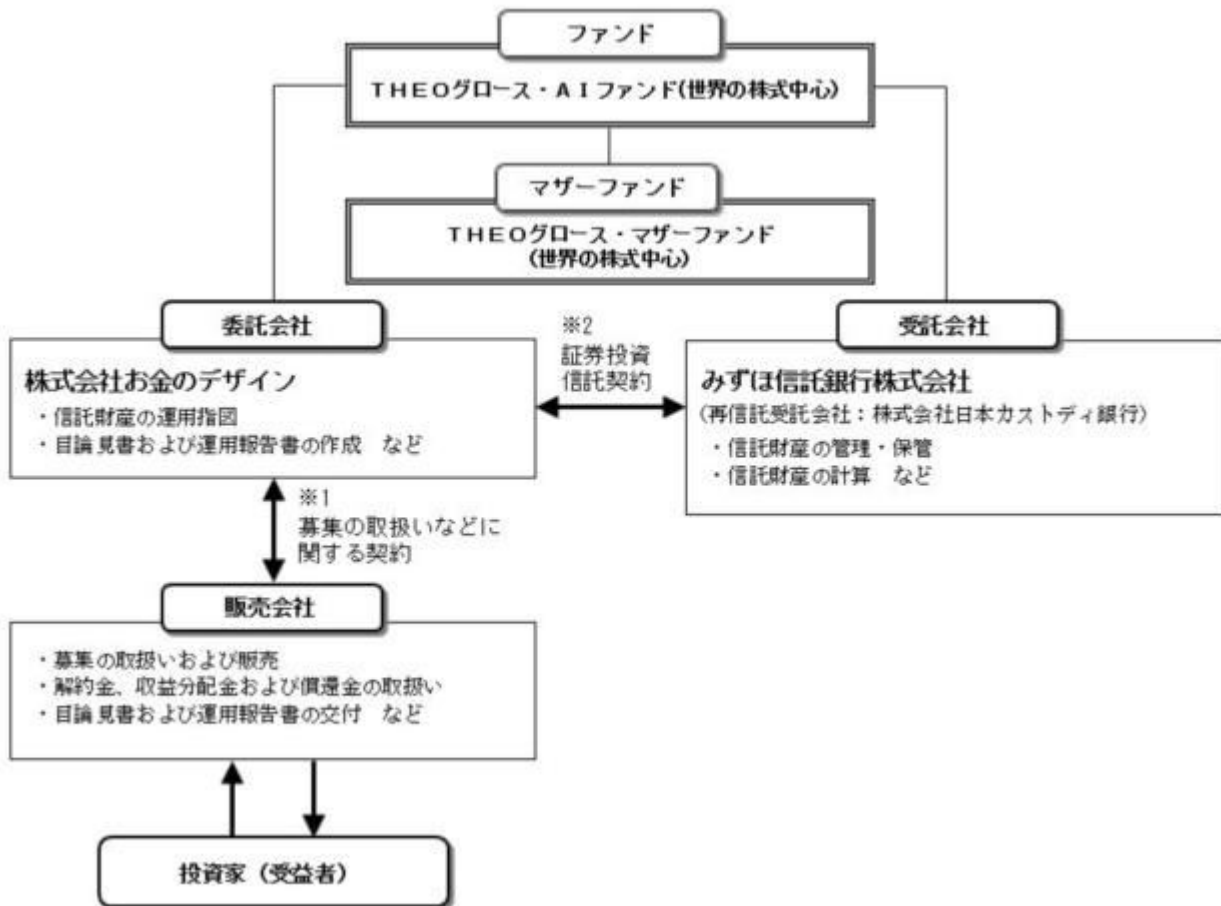 ファンド
THEOグロース・AIファンド(世界の株式中心)
マザーファンド
THEOグロース・マザーファンド
(世界の株式中心)
委託会社
株式会社お金のデザイン
・信託財産の運用指図
・目論見書および運用報告書の作成 など
※2
証券投資
信託契約
受託会社
みずほ信託銀行株式会社
(再信託受託会社：株式会社日本カストディ銀行)
・信託財産の管理・保管
・信託財産の計算 など
※1
募集の取扱いなどに
関する契約
販売会社
・募集の取扱いおよび販売
・解約金、収益分配金および償還金の取扱い
・目論見書および運用報告書の交付 など
投資家（受益者）